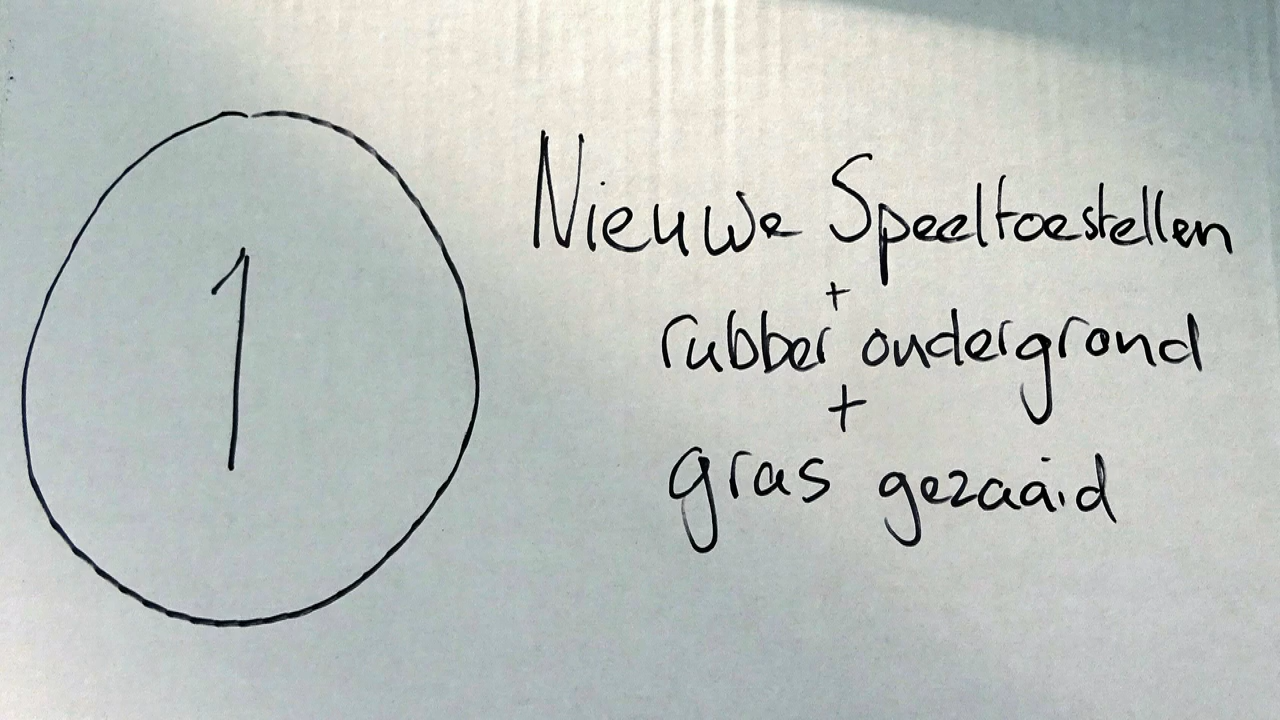 1
Nieuwe Speeltoestellen
+
rubber ondergrond
+
gras gezaaid